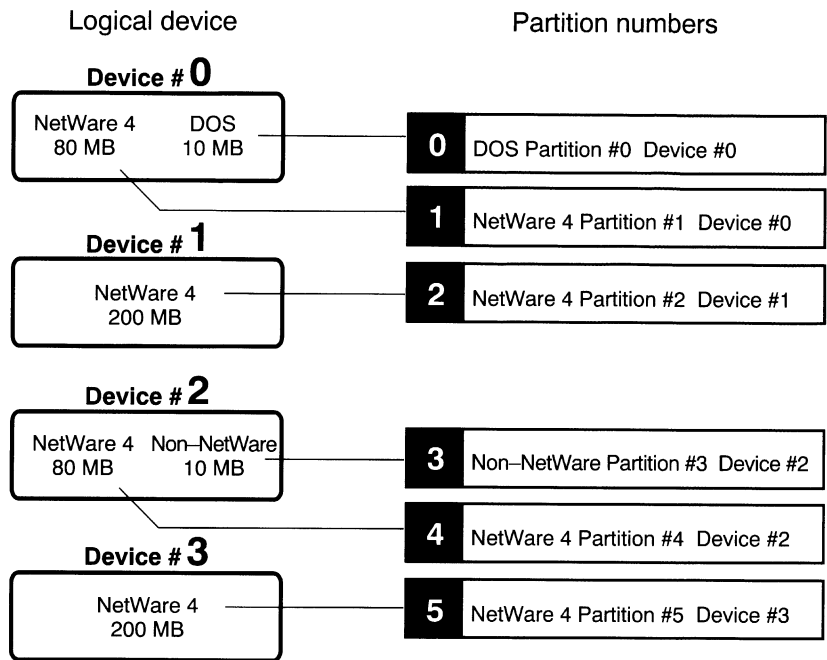 Logical device
Partition numbers
Device # 0
NetWare 4 DOS
80 MB 10 MB
0 DOS Partition #0 Device #0
1 NetWare 4 Partition #1 Device #0
Device # 1
NetWare 4
200 MB
2 NetWare 4 Partition #2 Device #1
Device # 2
NetWare 4 Non–NetWare
80 MB 10 MB
3 Non–NetWare Partition #3 Device #2
4 NetWare 4 Partition #4 Device #2
Device # 3
NetWare 4
200 MB
5 NetWare 4 Partition #5 Device #3